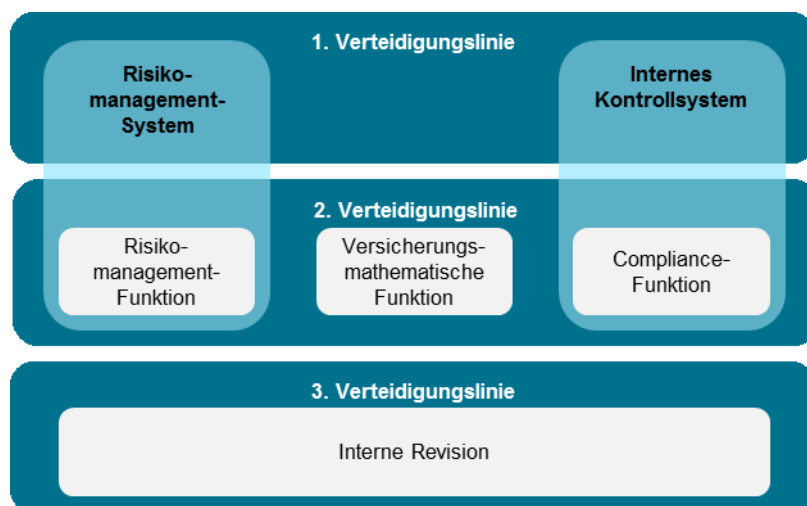 1. Verteidigungslinie
Risiko-
management-
System
Internes
Kontrollsystem
2. Verteidigungslinie
Risiko-
management-
Funktion
Versicherungs-
mathematische
Funktion
Compliance-
Funktion
3. Verteidigungslinie
Interne Revision